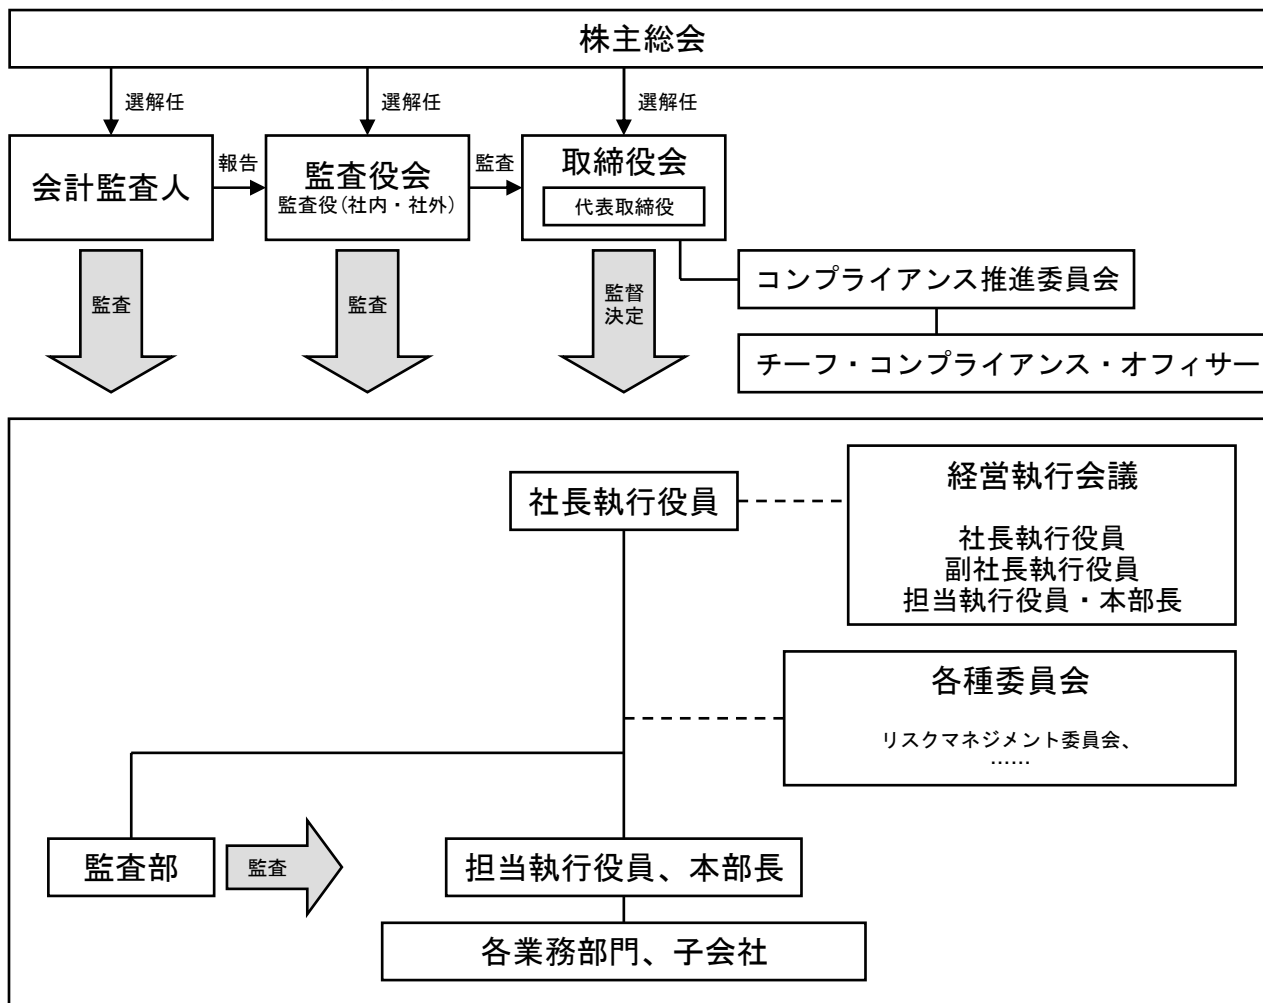 株主総会
選解任
選解任
選解任
会計監査人
報告
監査役会
監査役(社内・社外)
監査
取締役会
代表取締役
監査
監査
監督
決定
コンプライアンス推進委員会
チーフ・コンプライアンス・オフィサー
社長執行役員
経営執行会議
社長執行役員
副社長執行役員
担当執行役員・本部長
各種委員会
リスクマネジメント委員会、
……
監査部
監査
担当執行役員、本部長
各業務部門、子会社